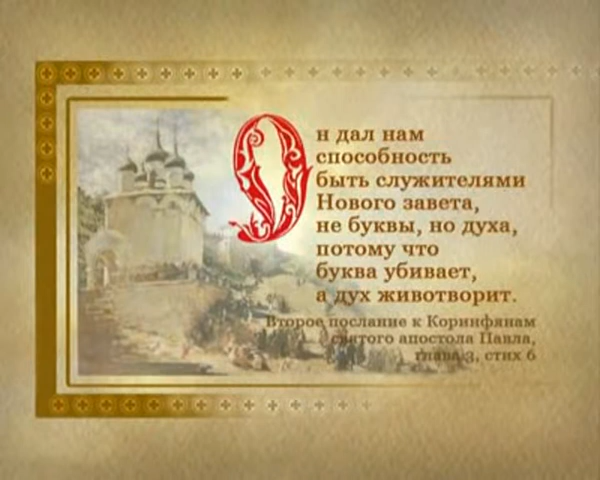 Он дал нам
способность
быть служителями
Нового завета,
не буквы, но духа,
потому что
буква убивает,
а дух животворит.
Второе послание к Коринфянам
святого апостола Павла,
глава 3, стих 6